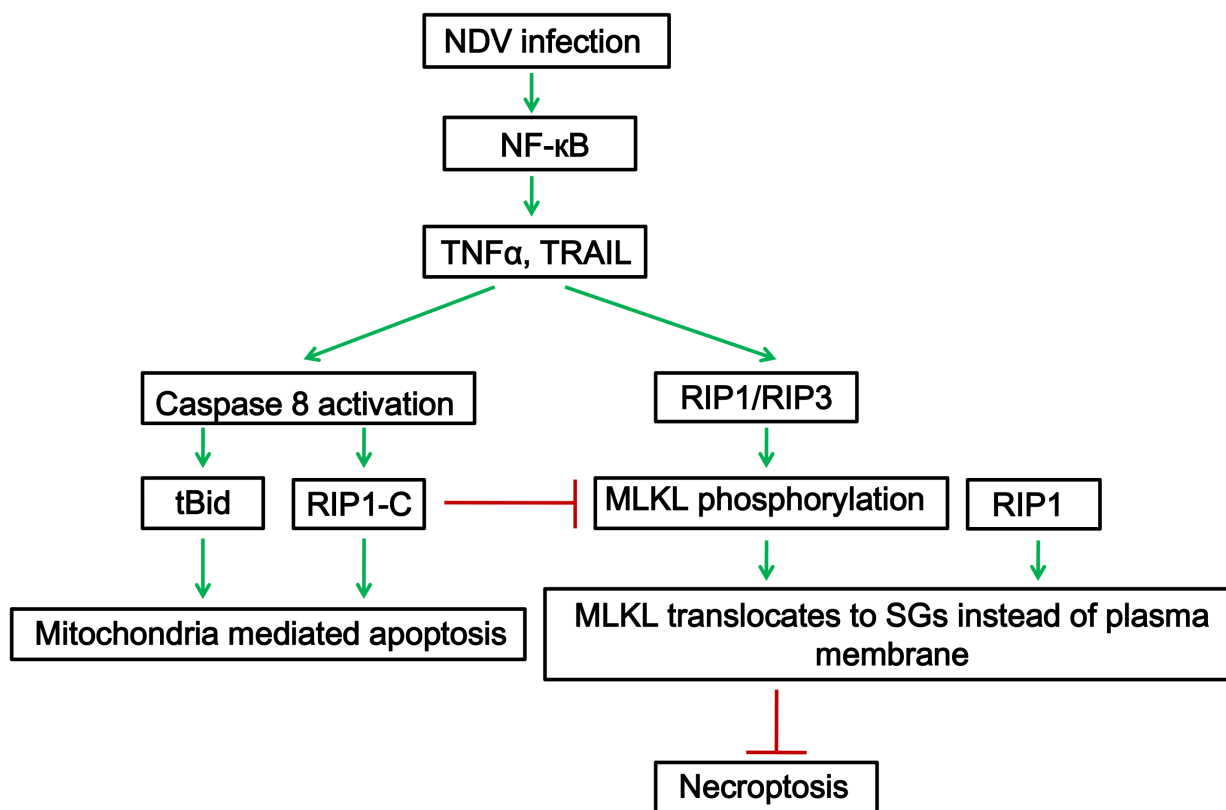 NDV infection
NF-κB
TNFα, TRAIL
Caspase 8 activation
RIP1/RIP3
tBid
RIP1-C
MLKL phosphorylation
RIP1
Mitochondria mediated apoptosis
MLKL translocates to SGs instead of plasma
membrane
Necroptosis